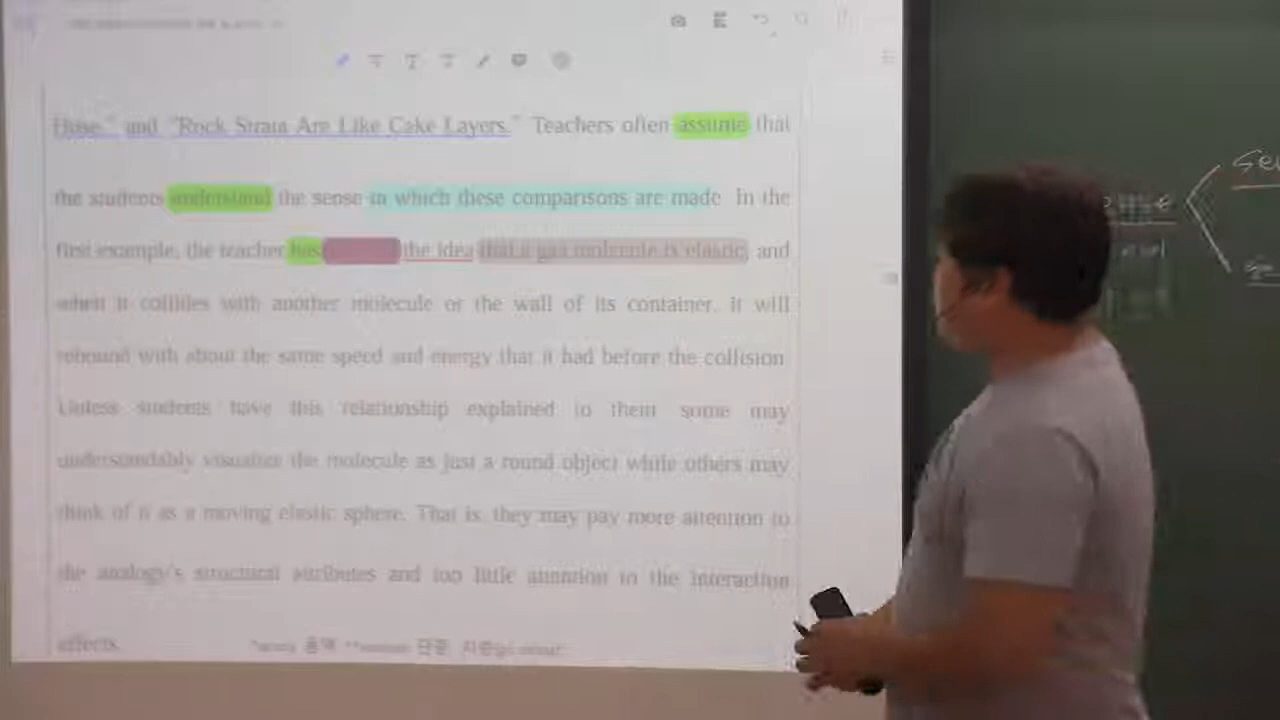 Hose." and "Rock Strata Are Like Cake Layers." Teachers often assume that
the students understand the sense in which these comparisons are made In the
first example, the teacher has the idea that a gas molecule is elastic, and
when it collides with another molecule or the wall of its container, it will
rebound with about the same speed and energy that it had before the collision
Unless students have this relationship explained to them some may
understandably visualize the molecule as just a round object while others may
think of it as a moving elastic sphere. That is, they may pay more attention to
the analogy's structural attributes and too little attention to the interaction
effects.